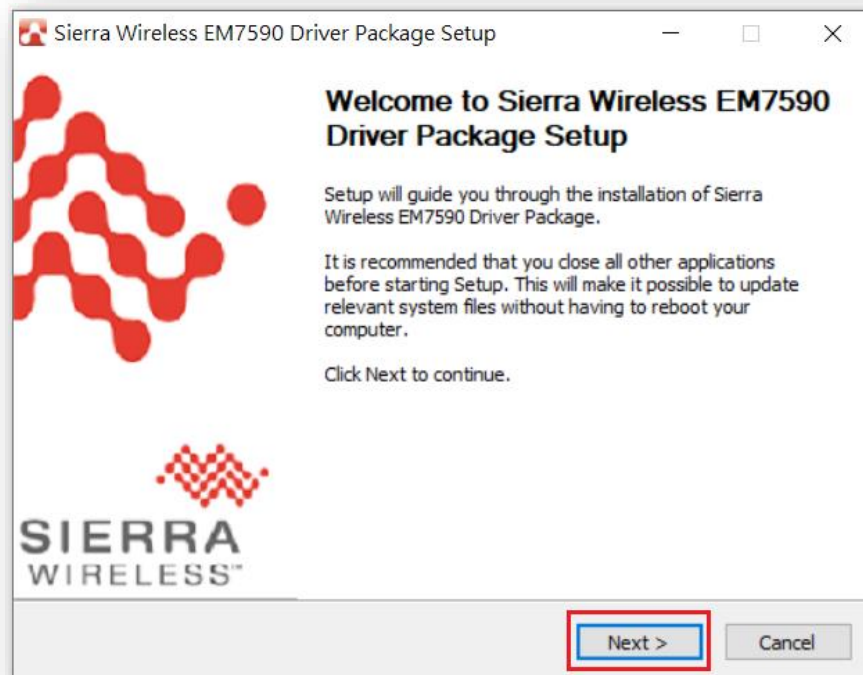 Sierra Wireless EM7590 Driver Package Setup
Welcome to Sierra Wireless EM7590
Driver Package Setup
Setup will guide you through the installation of Sierra
Wireless EM7590 Driver Package.
It is recommended that you close all other applications
before starting Setup. This will make it possible to update
relevant system files without having to reboot your
computer.
Click Next to continue.
SIERRA
WIRELESS™
Next >
Cancel